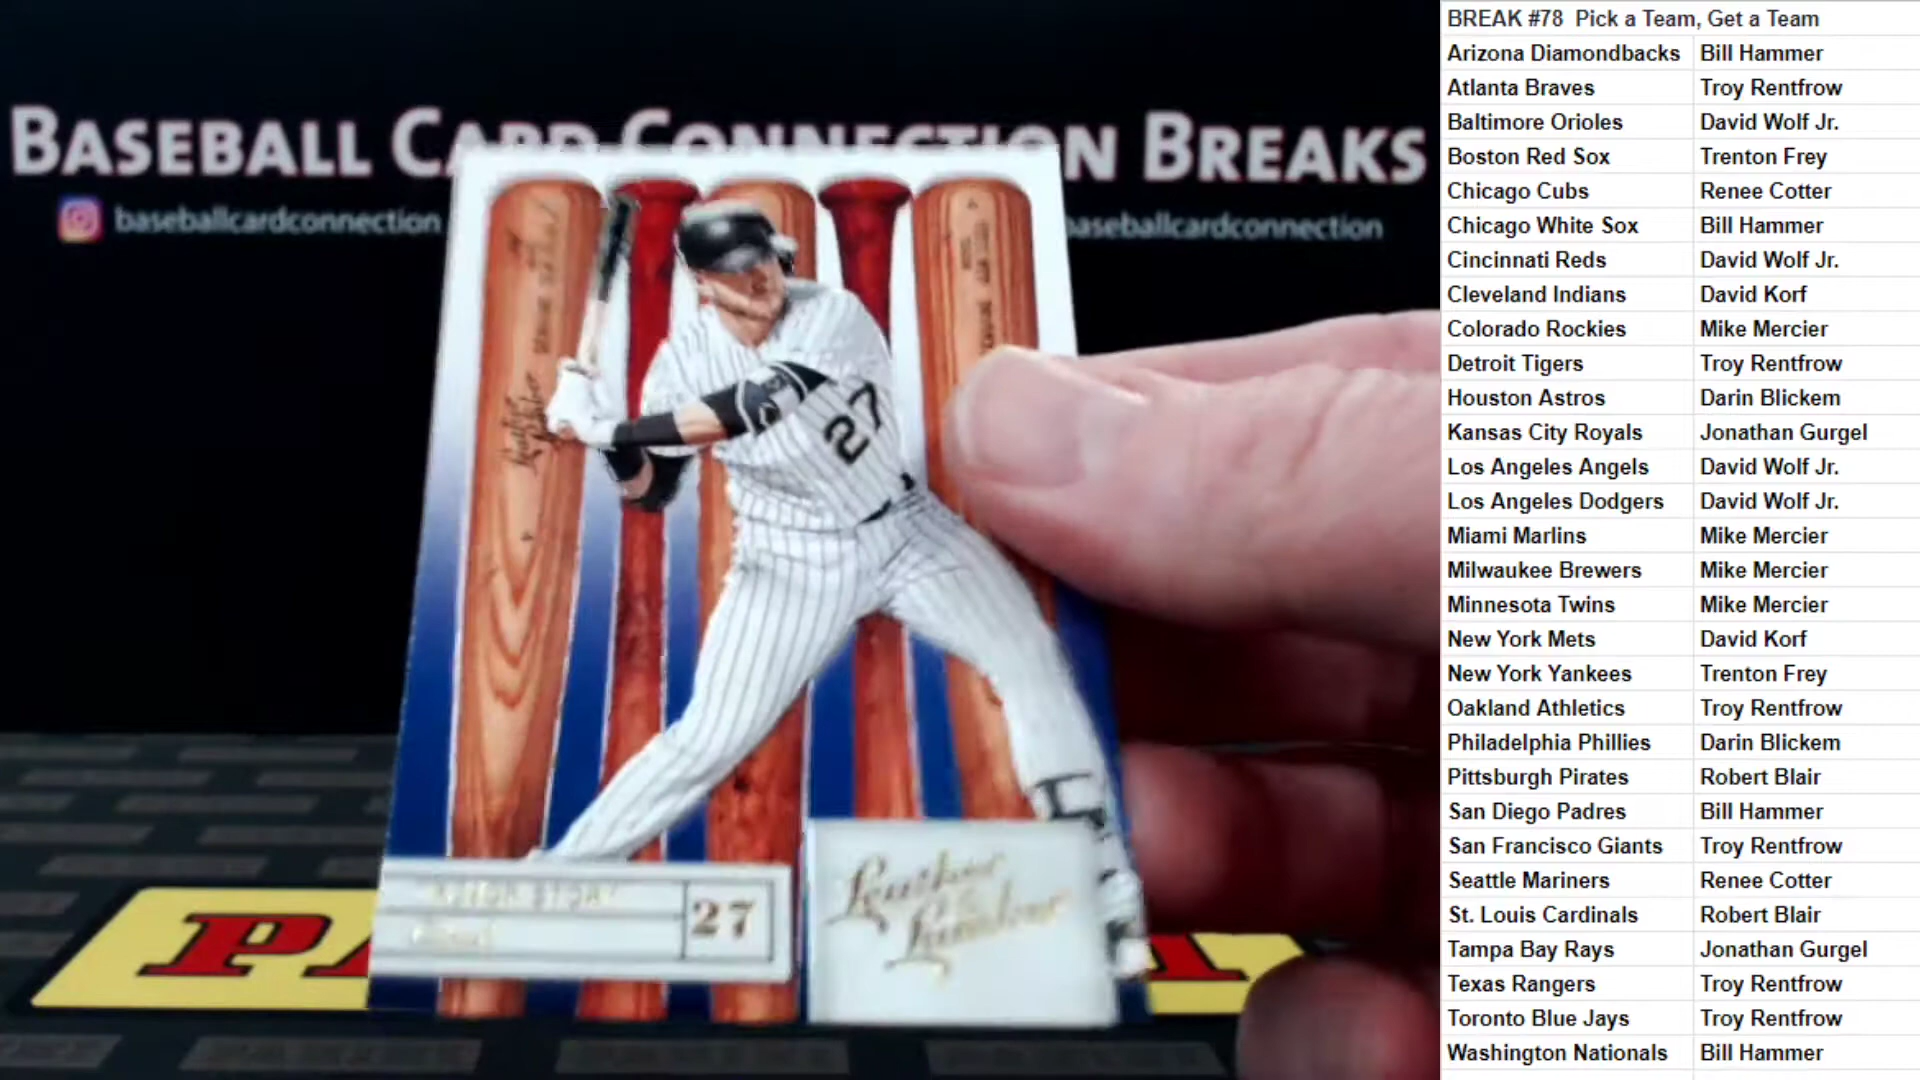 BREAK #78 Pick a Team, Get a Team
Arizona Diamondbacks Bill Hammer
Atlanta Braves Troy Rentfrow
Baltimore Orioles David Wolf Jr.
Boston Red Sox Trenton Frey
Chicago Cubs Renee Cotter
Chicago White Sox Bill Hammer
Cincinnati Reds David Wolf Jr.
Cleveland Indians David Korf
Colorado Rockies Mike Mercier
Detroit Tigers Troy Rentfrow
Houston Astros Darin Blickem
Kansas City Royals Jonathan Gurgel
Los Angeles Angels David Wolf Jr.
Los Angeles Dodgers David Wolf Jr.
Miami Marlins Mike Mercier
Milwaukee Brewers Mike Mercier
Minnesota Twins Mike Mercier
New York Mets David Korf
New York Yankees Trenton Frey
Oakland Athletics Troy Rentfrow
Philadelphia Phillies Darin Blickem
Pittsburgh Pirates Robert Blair
San Diego Padres Bill Hammer
San Francisco Giants Troy Rentfrow
Seattle Mariners Renee Cotter
St. Louis Cardinals Robert Blair
Tampa Bay Rays Jonathan Gurgel
Texas Rangers Troy Rentfrow
Toronto Blue Jays Troy Rentfrow
Washington Nationals Bill Hammer
BASEBALL CARD CONNECTION BREAKS
baseballcardconnection
baseballcardconnection
27
STORY
27
Leather
Lumber